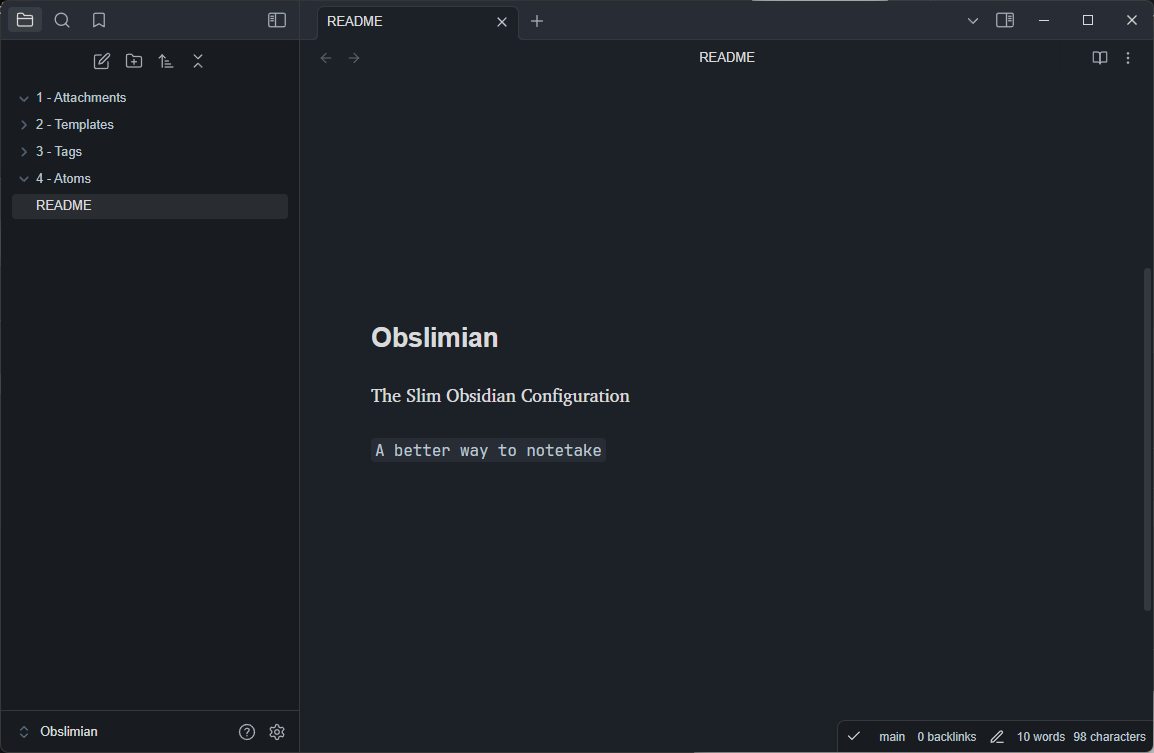 README
README
1 - Attachments
2 - Templates
3 - Tags
4 - Atoms
README
Obslimian
The Slim Obsidian Configuration
A better way to notetake
Obslimian
main 0 backlinks 10 words 98 characters